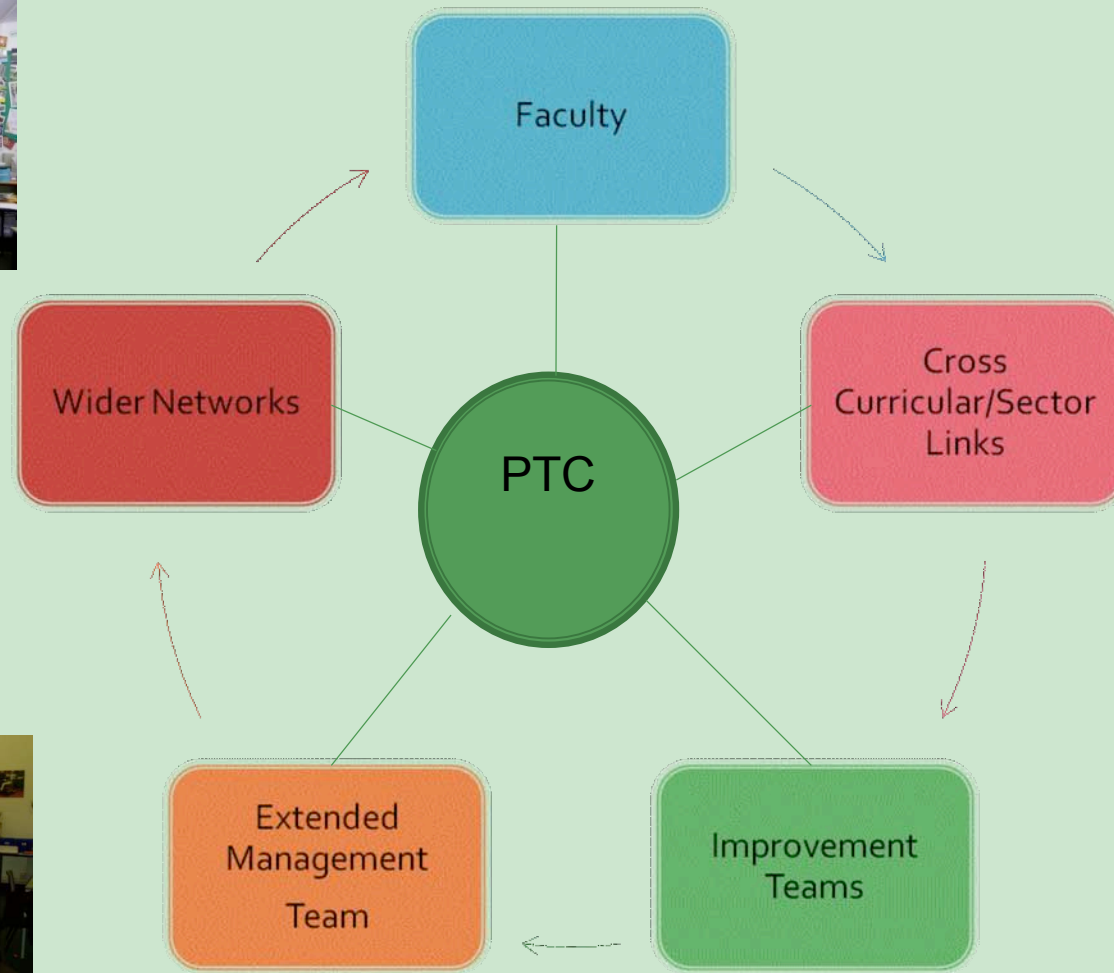 Faculty
Wider Networks
Cross
Curricular/Sector
Links
PTC
Extended
Management
Team
Improvement
Teams